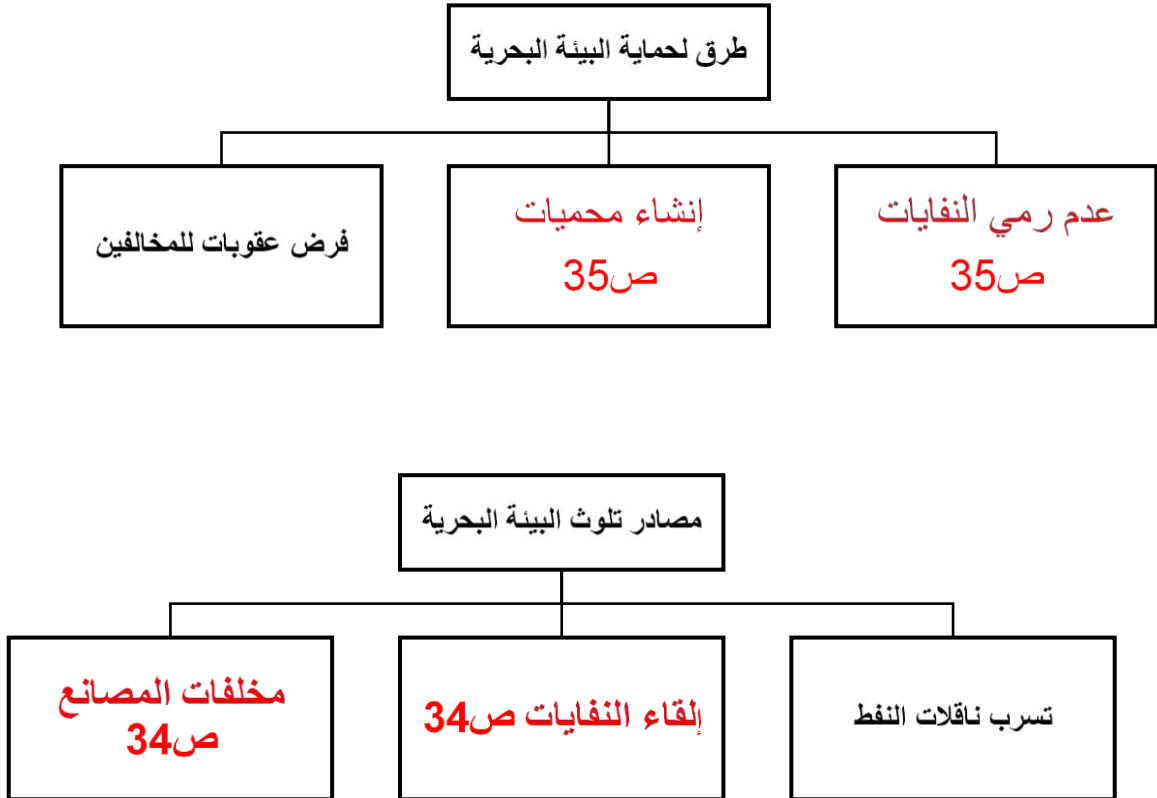 طرق لحماية البيئة البحرية
عدم رمي النفايات
ص35
إنشاء محميات
ص35
فرض عقوبات للمخالفين
مصادر تلوث البيئة البحرية
تسرب ناقلات النفط
إلقاء النفايات ص34
مخلفات المصانع
ص34